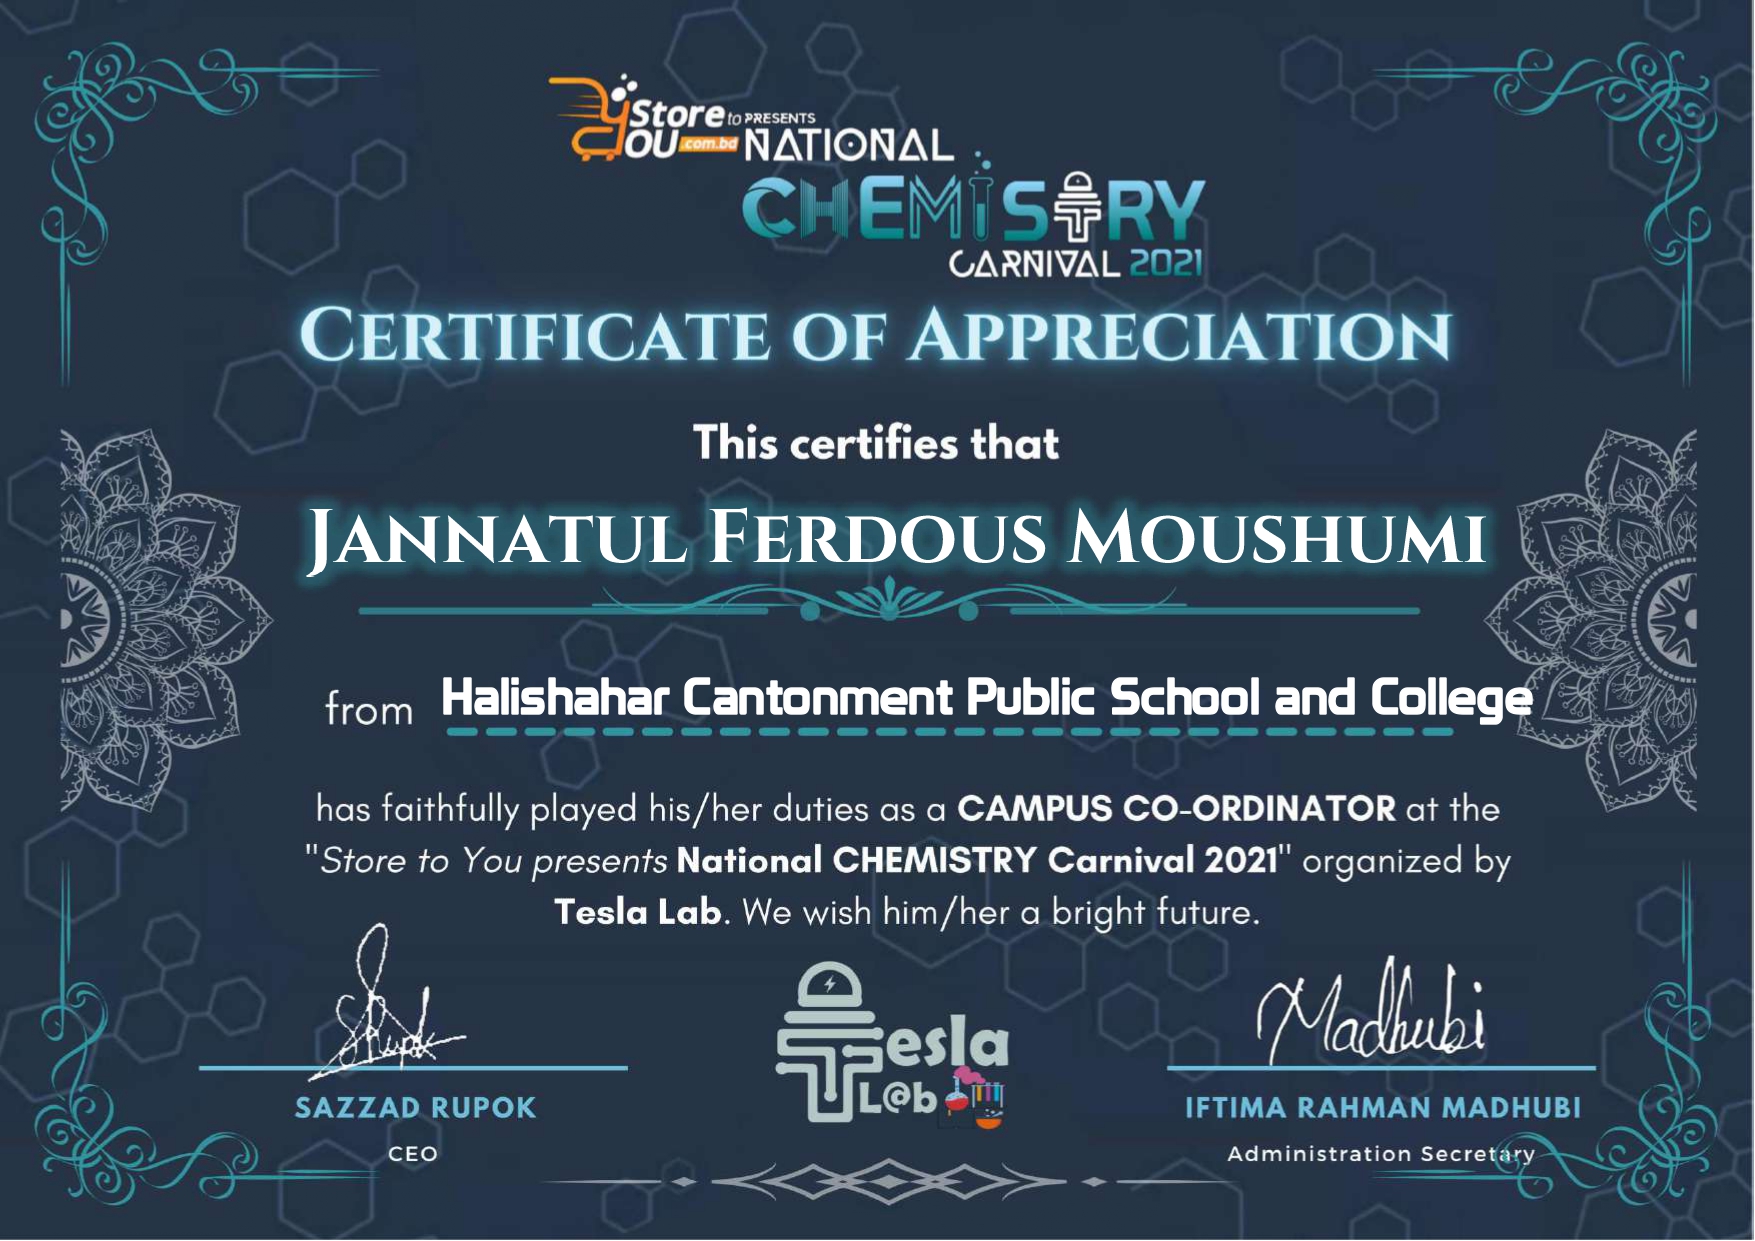 Store to PRESENTS
YOU .com.bd NATIONAL
CHEMISTRY
CARNIVAL 2021
CERTIFICATE OF APPRECIATION
This certifies that
JANNATUL FERDOUS MOUSHUMI
from Halishahar Cantonment Public School and College
has faithfully played his/her duties as a CAMPUS CO-ORDINATOR at the
"Store to You presents National CHEMISTRY Carnival 2021" organized by
Tesla Lab. We wish him/her a bright future.
Rupok
Madhubi
Tesla
L@b
SAZZAD RUPOK
IFTIMA RAHMAN MADHUBI
CEO
Administration Secretary